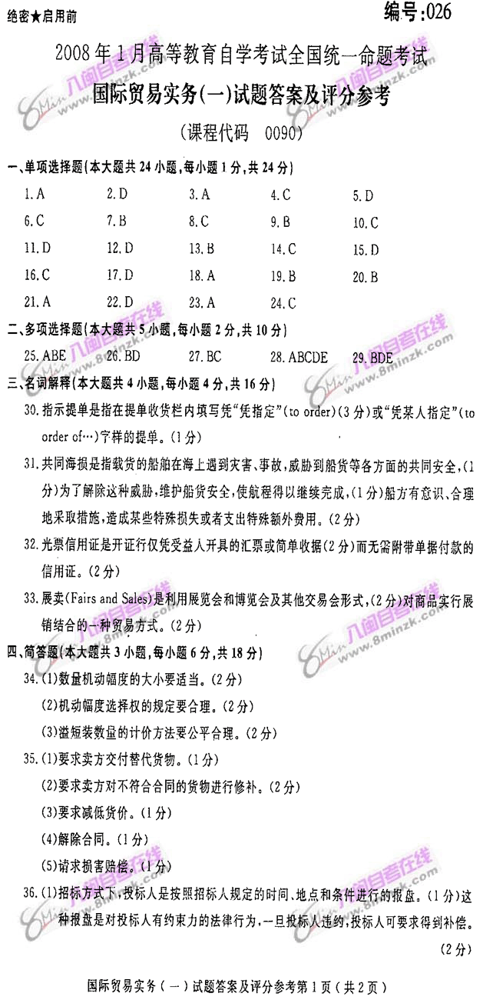 绝密★启用前
编号:026
2008年1月高等教育自学考试全国统一命题考试
国际贸易实务(一)试题答案及评分参考
(课程代码 0090)
一、单项选择题(本大题共24小题,每小题1分,共24分)
1.A 2.D 3.A 4.C 5.D
6.C 7.B 8.C 9.B 10.C
11.D 12.D 13.B 14.C 15.D
16.C 17.D 18.A 19.B 20.B
21.A 22.D 23.A 24.C
二、多项选择题(本大题共5小题,每小题2分,共10分)
25.ABE 26.BD 27.BC 28.ABCDE 29.BDE
三、名词解释(本大题共4小题,每小题4分,共16分)
30.指示提单是指在提单收货栏内填写凭“凭指定”(to order)(3分)或“凭某人指定”(to
order of…)字样的提单。(1分)
31.共同海损是指载货的船舶在海上遇到灾害、事故,威胁到船货等各方面的共同安全,(1
分)为了解除这种威胁,维护船货安全,使航程得以继续完成,(1分)船方有意识、合理
地采取措施,造成某些特殊损失或者支出特殊额外费用。(2分)
32.光票信用证是开证行仅凭受益人开具的汇票或简单收据(2分)而无需附带单据付款的
信用证。(2分)
33.展卖(Fairs and Sales)是利用展览会和博览会及其他交易会形式,(2分)对商品实行展
销结合的一种贸易方式。(2分)
四、简答题(本大题共3小题,每小题6分,共18分)
34.(1)数量机动幅度的大小要适当。(2分)
(2)机动幅度选择权的规定要合理。(2分)
(3)溢短装数量的计价方法要公平合理。(2分)
35.(1)要求卖方交付替代货物。(1分)
(2)要求卖方对不符合合同的货物进行修补。(2分)
(3)要求减低货价。(1分)
(4)解除合同。(1分)
(5)请求损害赔偿。(1分)
36.(1)招标方式下,投标人是按照招标人规定的时间、地点和条件进行的报盘。(1分)这
种报盘是对投标人有约束力的法律行为,一旦投标人违约,投标人可要求得到补偿。
(2分)
国际贸易实务(一)试题答案及评分参考第1页(共2页)
8Min 八闽自考在线
www.8minzk.com